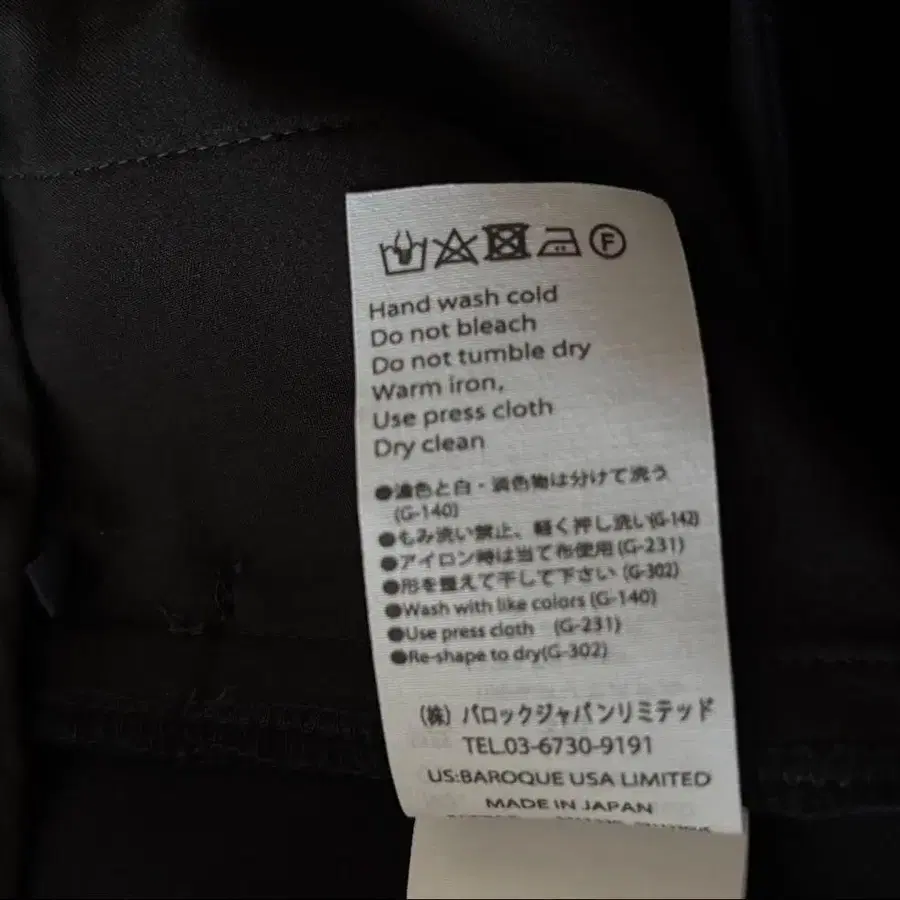 F
Hand wash cold
Do not bleach
Do not tumble dry
Warm iron,
Use press cloth
Dry clean
●濃色と白・淡色物は分けて洗う
(G-140)
●もみ洗い禁止、軽く押し洗い(G-142)
●アイロン時は当て布使用 (G-231)
●形を整えて干して下さい (G-302)
●Wash with like colors (G-140)
●Use press cloth (G-231)
●Re-shape to dry(G-302)
(株) バロックジャパンリミテッド
TEL.03-6730-9191
US:BAROQUE USA LIMITED
MADE IN JAPAN